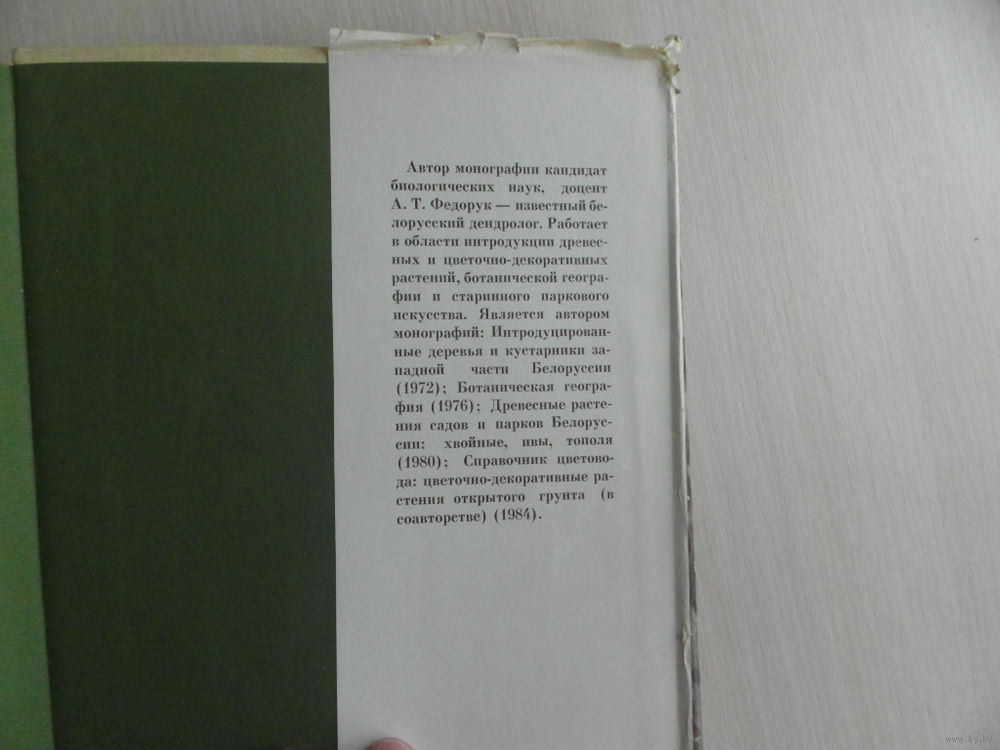 Автор монографии кандидат
биологических наук, доцент
А. Т. Федорук — известный бе-
лорусский дендролог. Работает
в области интродукции древес-
ных и цветочно-декоративных
растений, ботанической геогра-
фии и старинного паркового
искусства. Является автором
монографий: Интродуцирован-
ные деревья и кустарники за-
падной части Белоруссии
(1972); Ботаническая геогра-
фия (1976); Древесные расте-
ния садов и парков Белорус-
сии: хвойные, ивы, тополя
(1980); Справочник цветово-
да: цветочно-декоративные ра-
стения открытого грунта (в
соавторстве) (1984).
www.ay.by